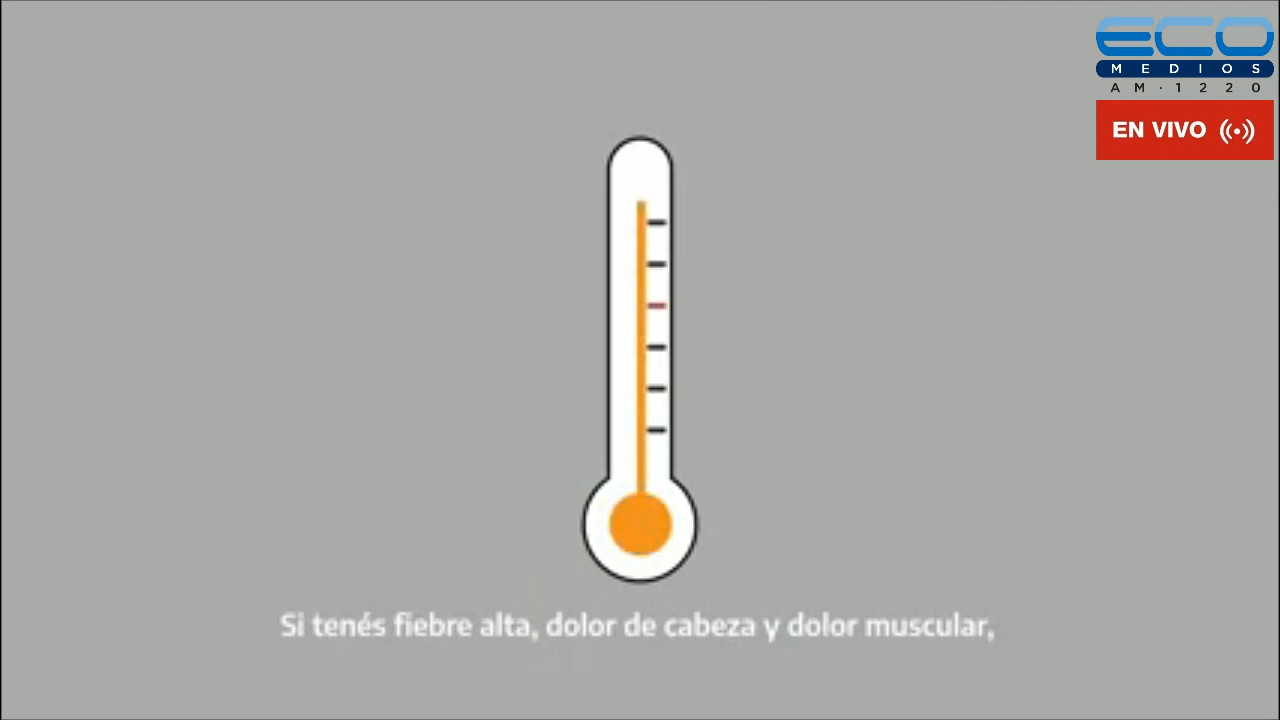 ECO
MEDIOS
AM·1220
EN VIVO
Si tenés fiebre alta, dolor de cabeza y dolor muscular,